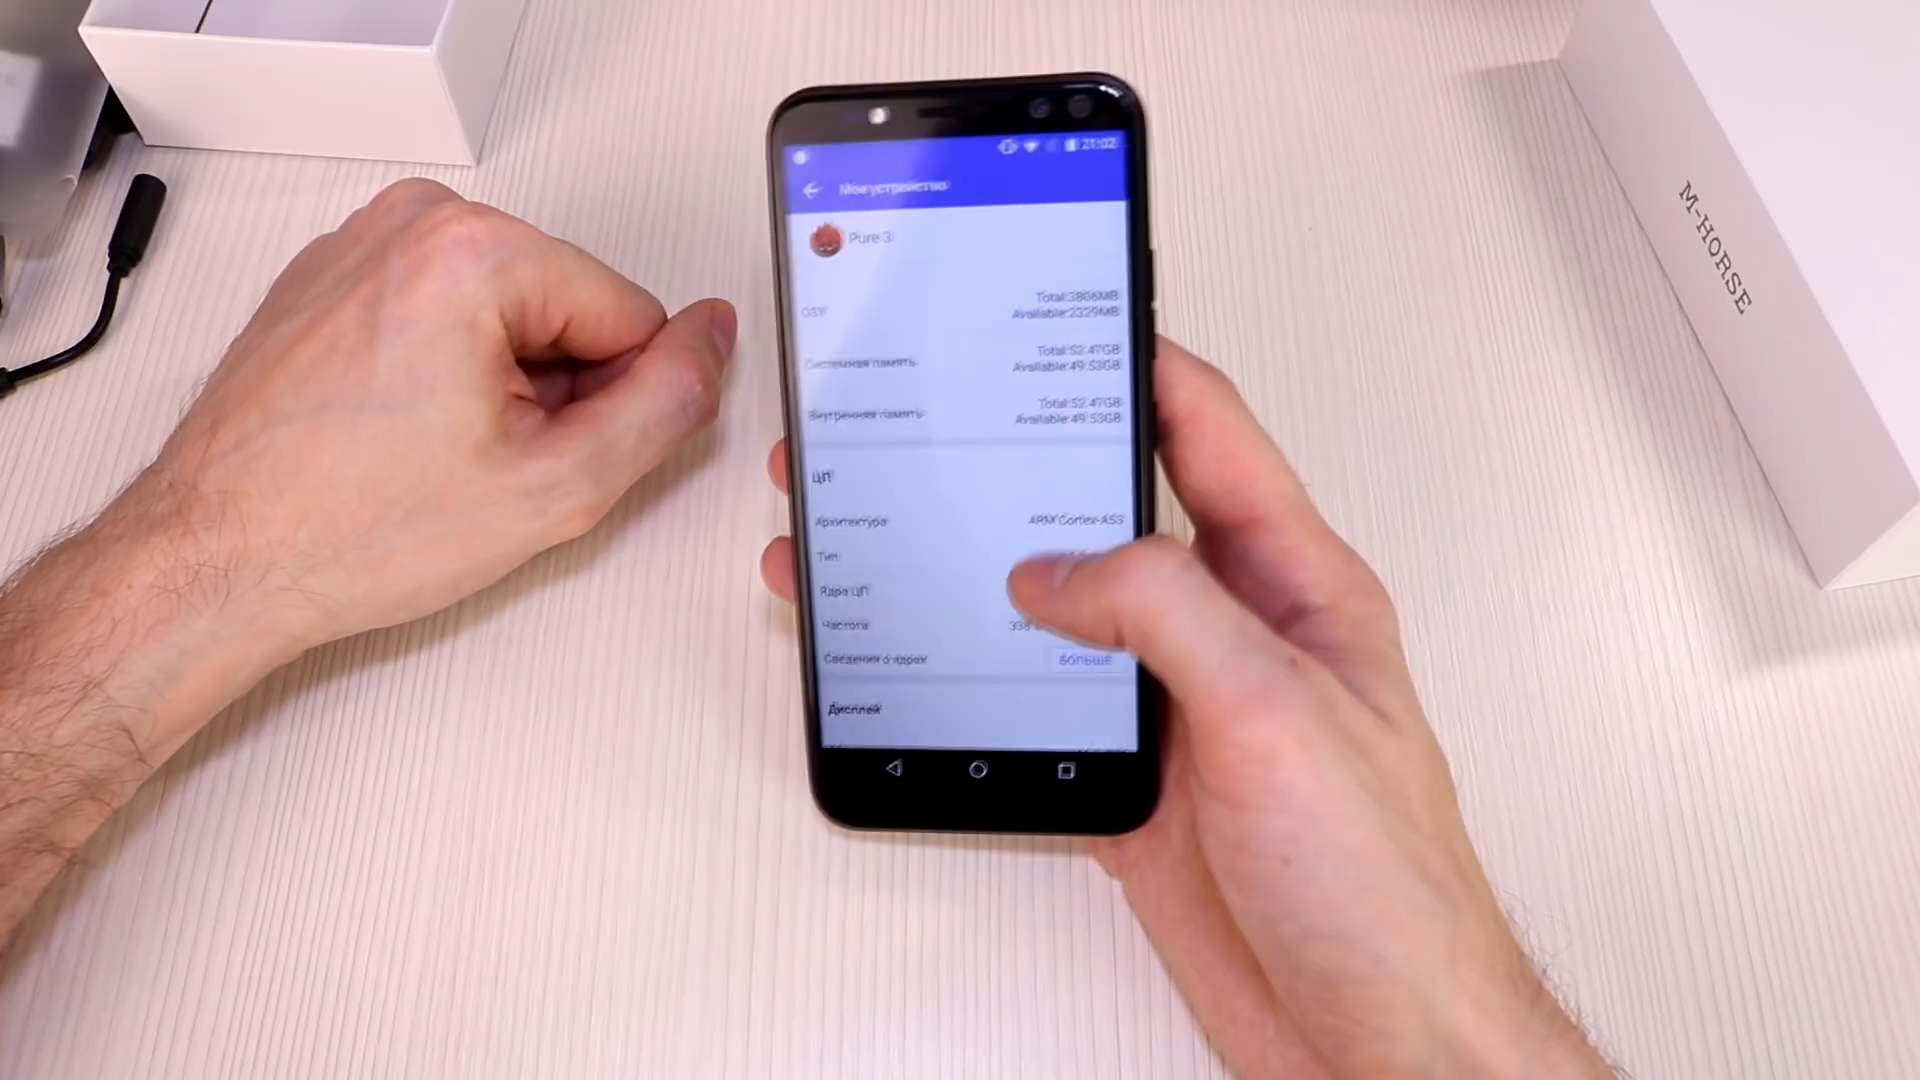 21:02
Мое устройство
Pure 3
ОЗУ
Total:3806MB
Available:2329MB
Системная память
Total:52.47GB
Available:49.53GB
Внутренняя память
Total:52.47GB
Available:49.53GB
ЦП
Архитектура
ARM Cortex-A53
Тип
Ядра ЦП
Частота
338
Сведения о ядрах
БОЛЬШЕ
Дисплей
M-HORSE